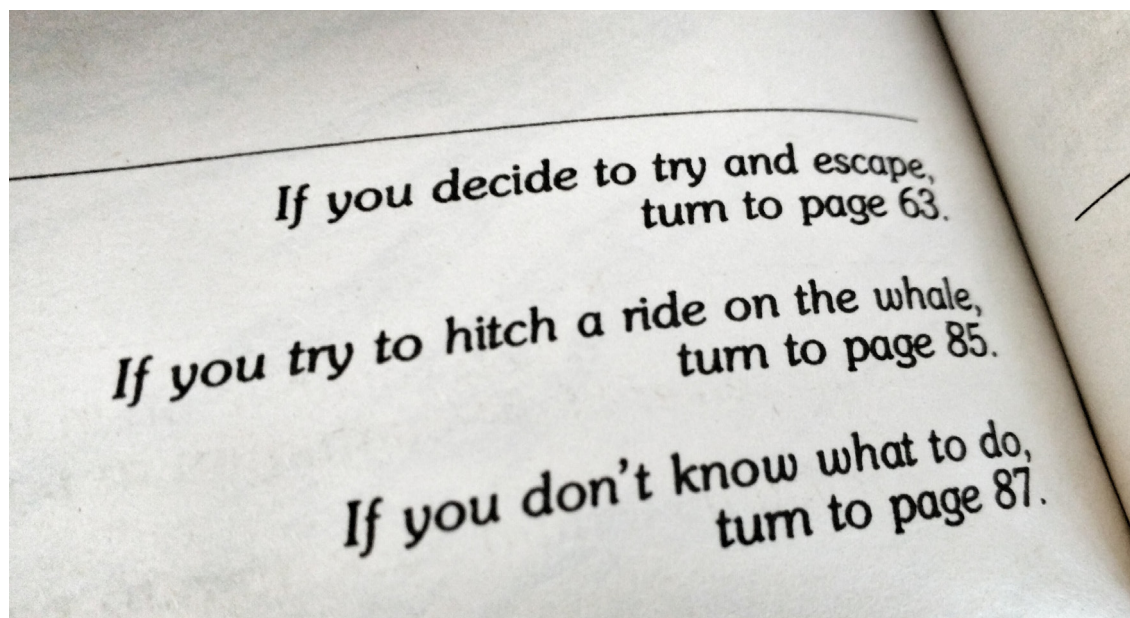 If you decide to try and escape,
turn to page 63.
If you try to hitch a ride on the whale,
turn to page 85.
If you don't know what to do,
turn to page 87.